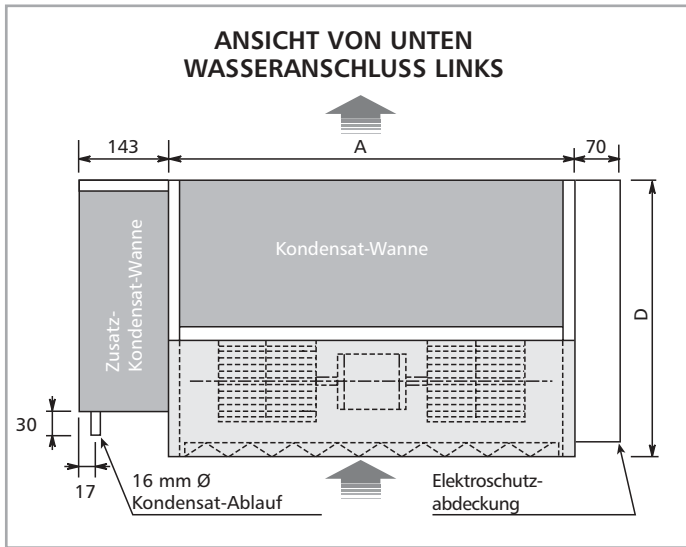 ANSICHT VON UNTEN
WASSERANSCHLUSS LINKS
143
A
70
Kondensat-Wanne
Zusatz-
Kondensat-Wanne
D
30
17
16 mm Ø
Kondensat-Ablauf
Elektroschutz-
abdeckung